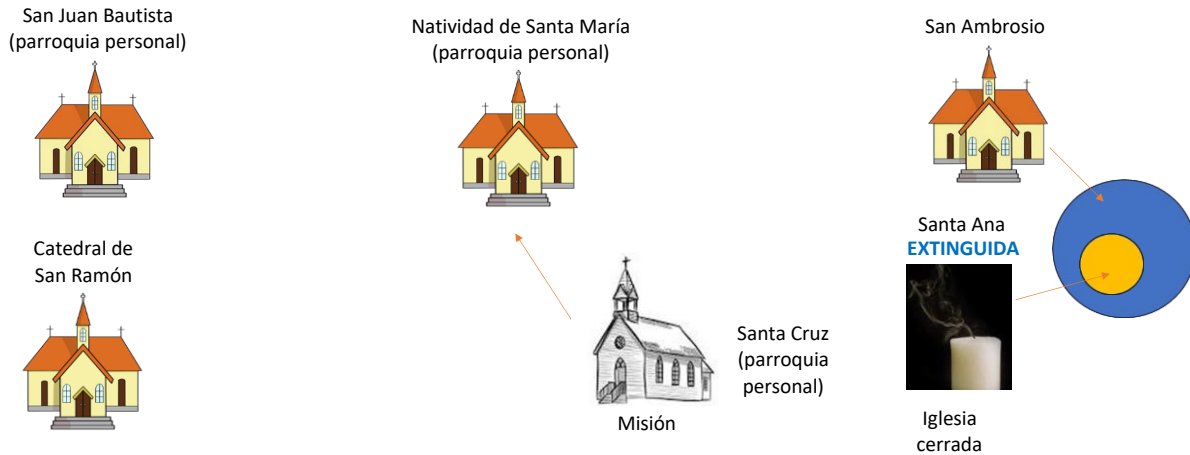 San Juan Bautista
(parroquia personal)
Natividad de Santa María
(parroquia personal)
San Ambrosio
Catedral de
San Ramón
Santa Ana
EXTINGUIDA
Santa Cruz
(parroquia
personal)
Misión
Iglesia
cerrada